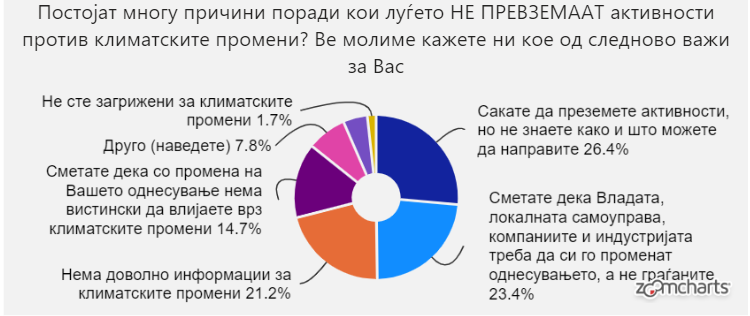 Постојат многу причини поради кои луѓето НЕ ПРЕВЗЕМААТ активности
против климатските промени? Ве молиме кажете ни кое од следново важи
за Вас
Не сте загрижени за климатските
промени 1.7%
Друго (наведете) 7.8%
Сметате дека со промена на
Вашето однесување нема
вистински да влијаете врз
климатските промени 14.7%
Нема доволно информации за
климатските промени 21.2%
Сакате да преземете активности,
но не знаете како и што можете
да направите 26.4%
Сметате дека Владата,
локалната самоуправа,
компаниите и индустријата
треба да си го променат
однесувањето, а не граѓаните
23.4%
zoomcharts